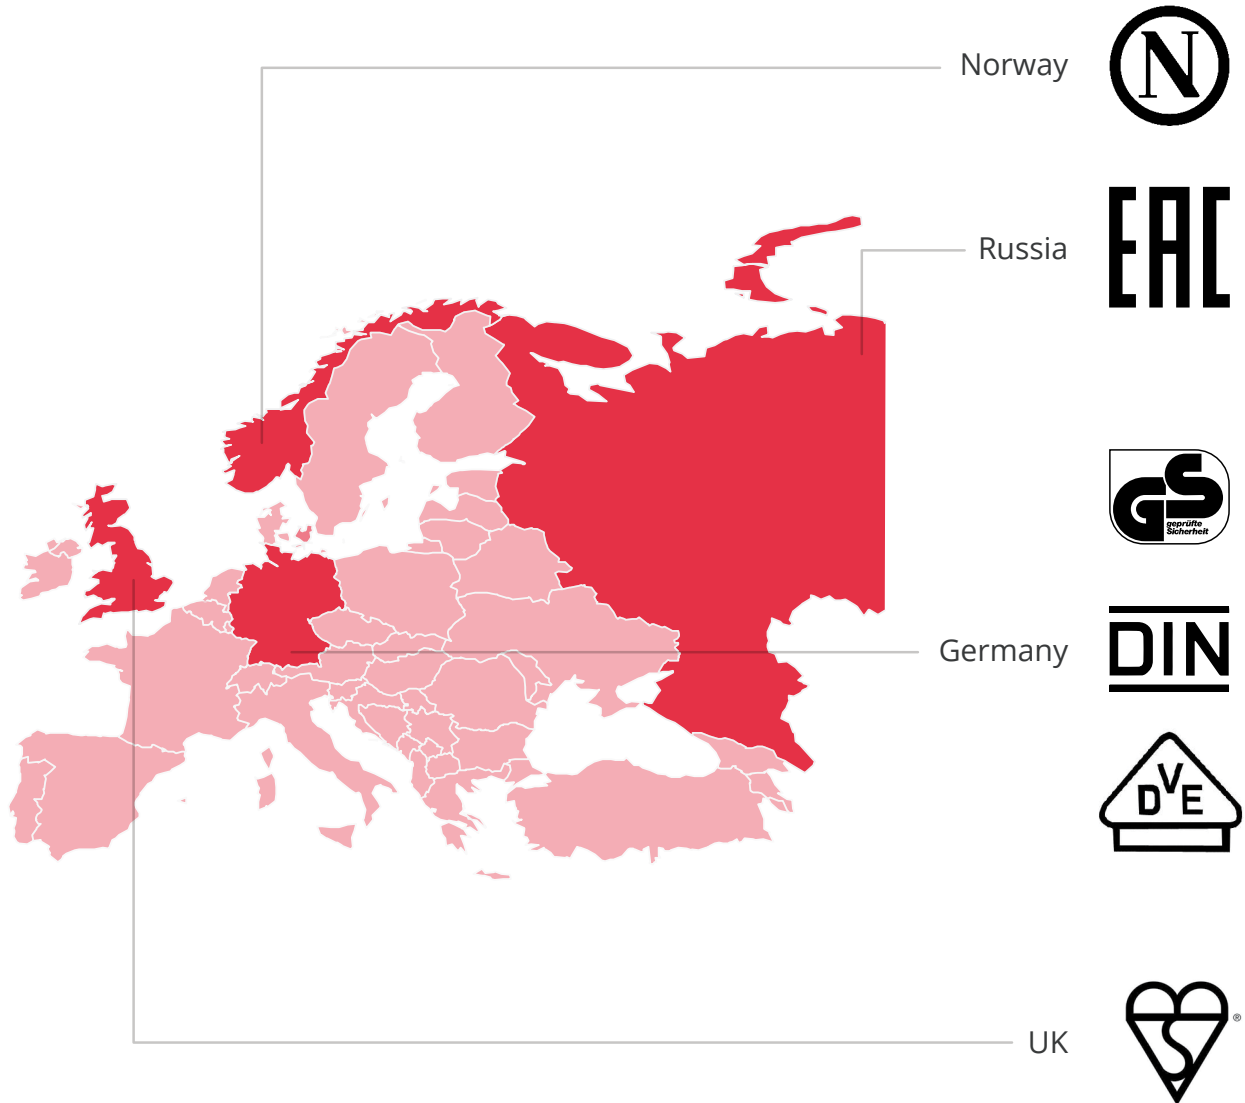 Norway
N
Russia
EAC
GS
geprüfte
Sicherheit
DIN
Germany
DVE
UK
S
®